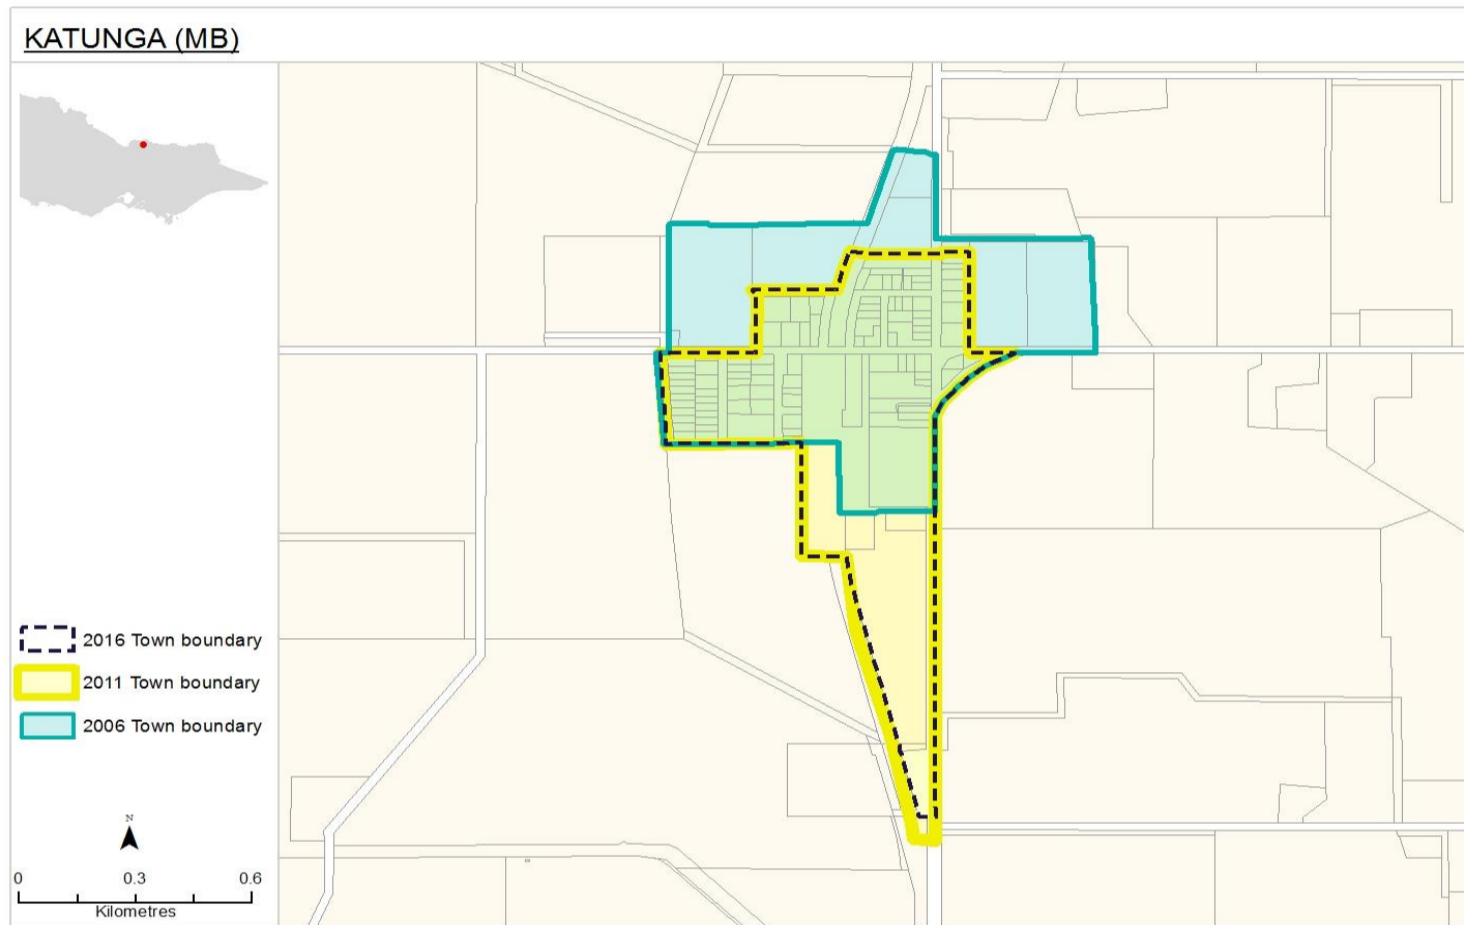 KATUNGA (MB)
2016 Town boundary
2011 Town boundary
2006 Town boundary
N
0 0.3 0.6
Kilometres